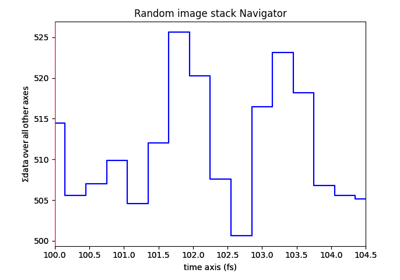 Random image stack Navigator
525
520
515
510
505
500
Σdata over all other axes
100.0 100.5 101.0 101.5 102.0 102.5 103.0 103.5 104.0 104.5
time axis (fs)